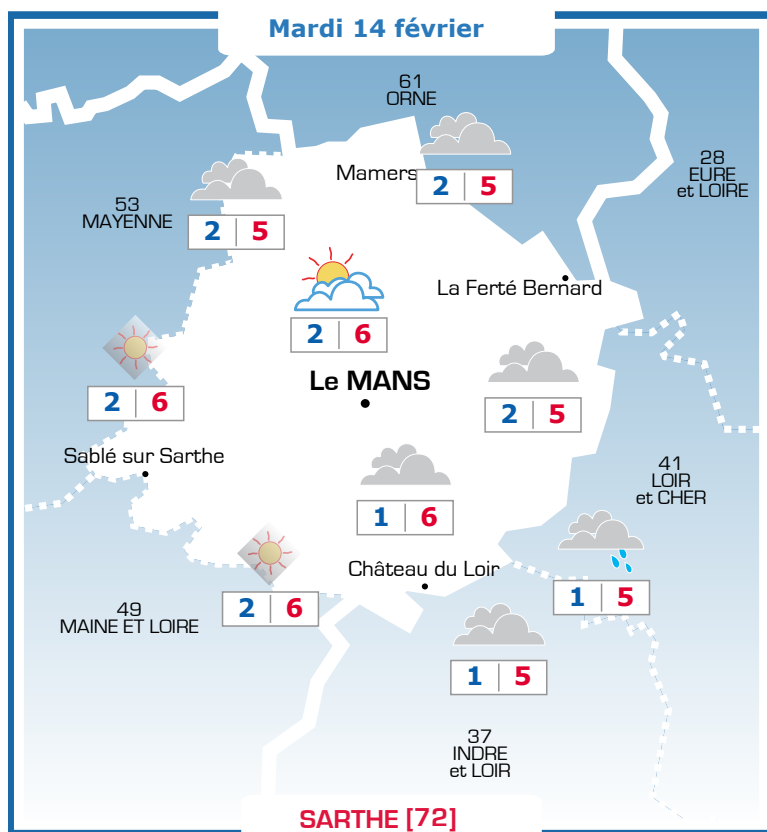 Mardi 14 février
61
ORNE
28
EURE
et LOIRE
Mamers
2 5
53
MAYENNE
2 5
La Ferté Bernard
2 6
Le MANS
2 6
2 5
Sablé sur Sarthe
41
LOIR
et CHER
1 6
Château du Loir
2 6
1 5
49
MAINE ET LOIRE
1 5
37
INDRE
et LOIR
SARTHE [72]